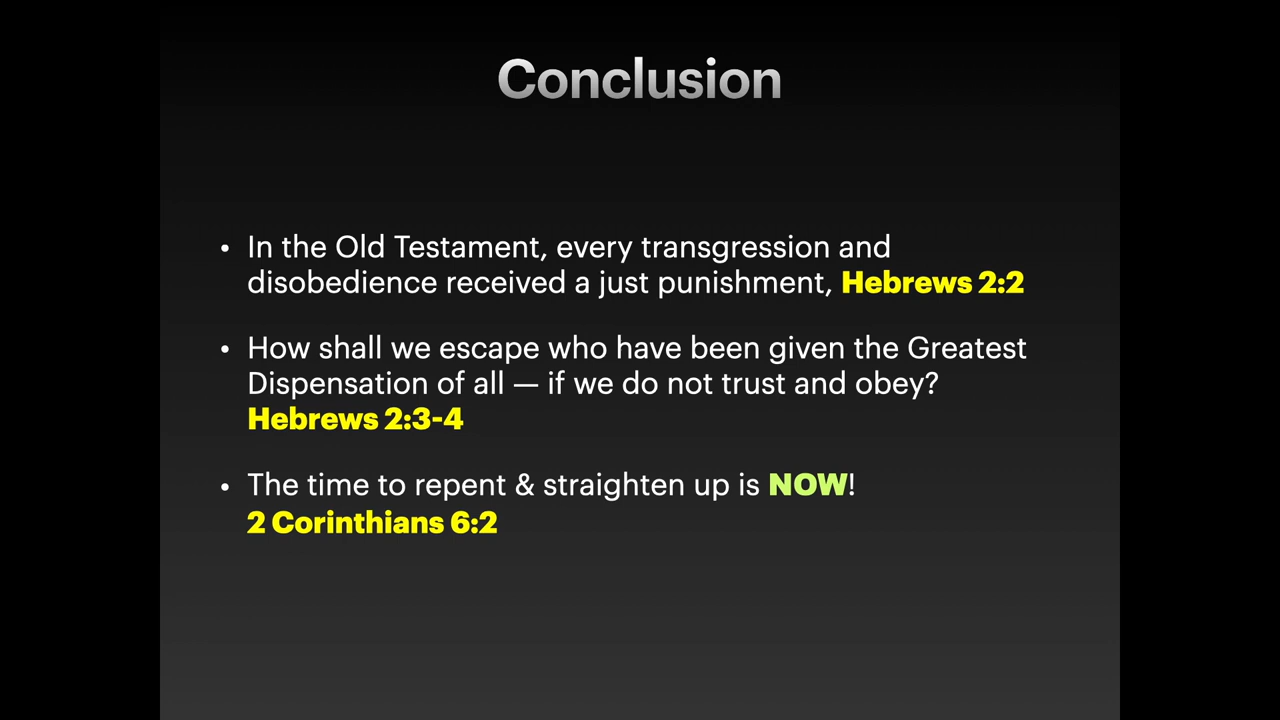 Conclusion
• In the Old Testament, every transgression and
disobedience received a just punishment, Hebrews 2:2
• How shall we escape who have been given the Greatest
Dispensation of all — if we do not trust and obey?
Hebrews 2:3-4
• The time to repent & straighten up is NOW!
2 Corinthians 6:2